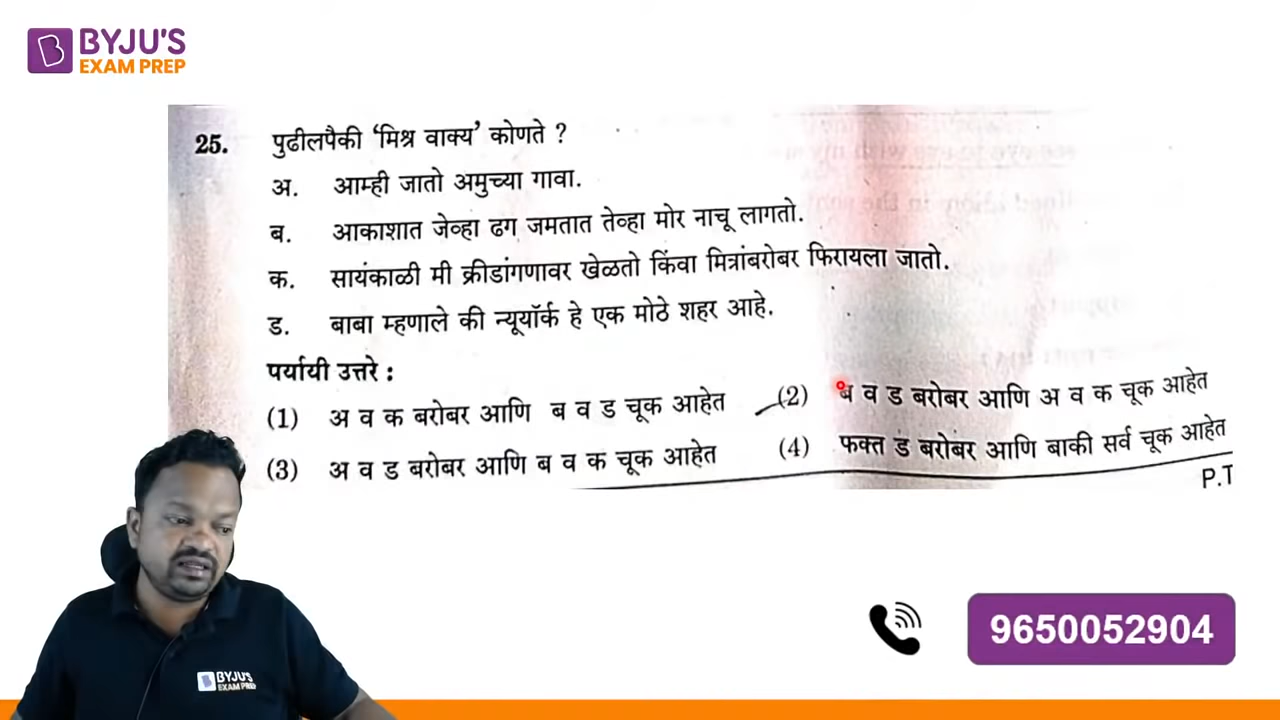 BYJU'S
EXAM PREP
25. पुढीलपैकी 'मिश्र वाक्य' कोणते ?
अ. आम्ही जातो अमुच्या गावा.
ब. आकाशात जेव्हा ढग जमतात तेव्हा मोर नाचू लागतो.
क. सायंकाळी मी क्रीडांगणावर खेळतो किंवा मित्रांबरोबर फिरायला जातो.
ड. बाबा म्हणाले की न्यूयॉर्क हे एक मोठे शहर आहे.
पर्यायी उत्तरे :
(1) अ व क बरोबर आणि ब व ड चूक आहेत (2) ब व ड बरोबर आणि अ व क चूक आहेत
(3) अ व ड बरोबर आणि ब व क चूक आहेत (4) फक्त ड बरोबर आणि बाकी सर्व चूक आहेत
P.T
9650052904
BYJU'S
EXAM PREP